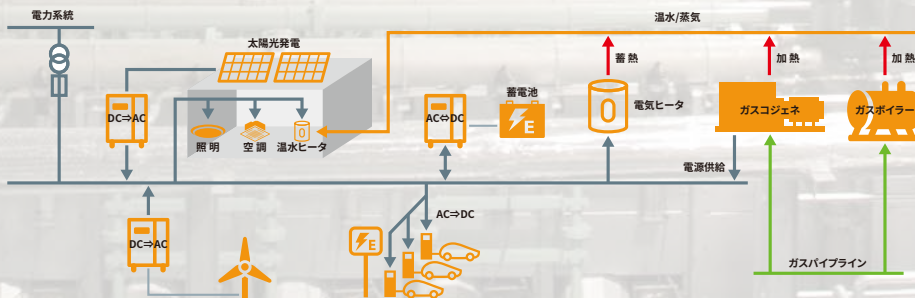 電力系統
温水/蒸気
太陽光発電
蓄熱
加熱
加熱
蓄電池
DC⇒AC
AC⇔DC
E
電気ヒータ
ガスコジェネ
ガスボイラー
照明
空調
温水ヒータ
電源供給
AC⇒DC
DC⇒AC
E
ガスパイプライン